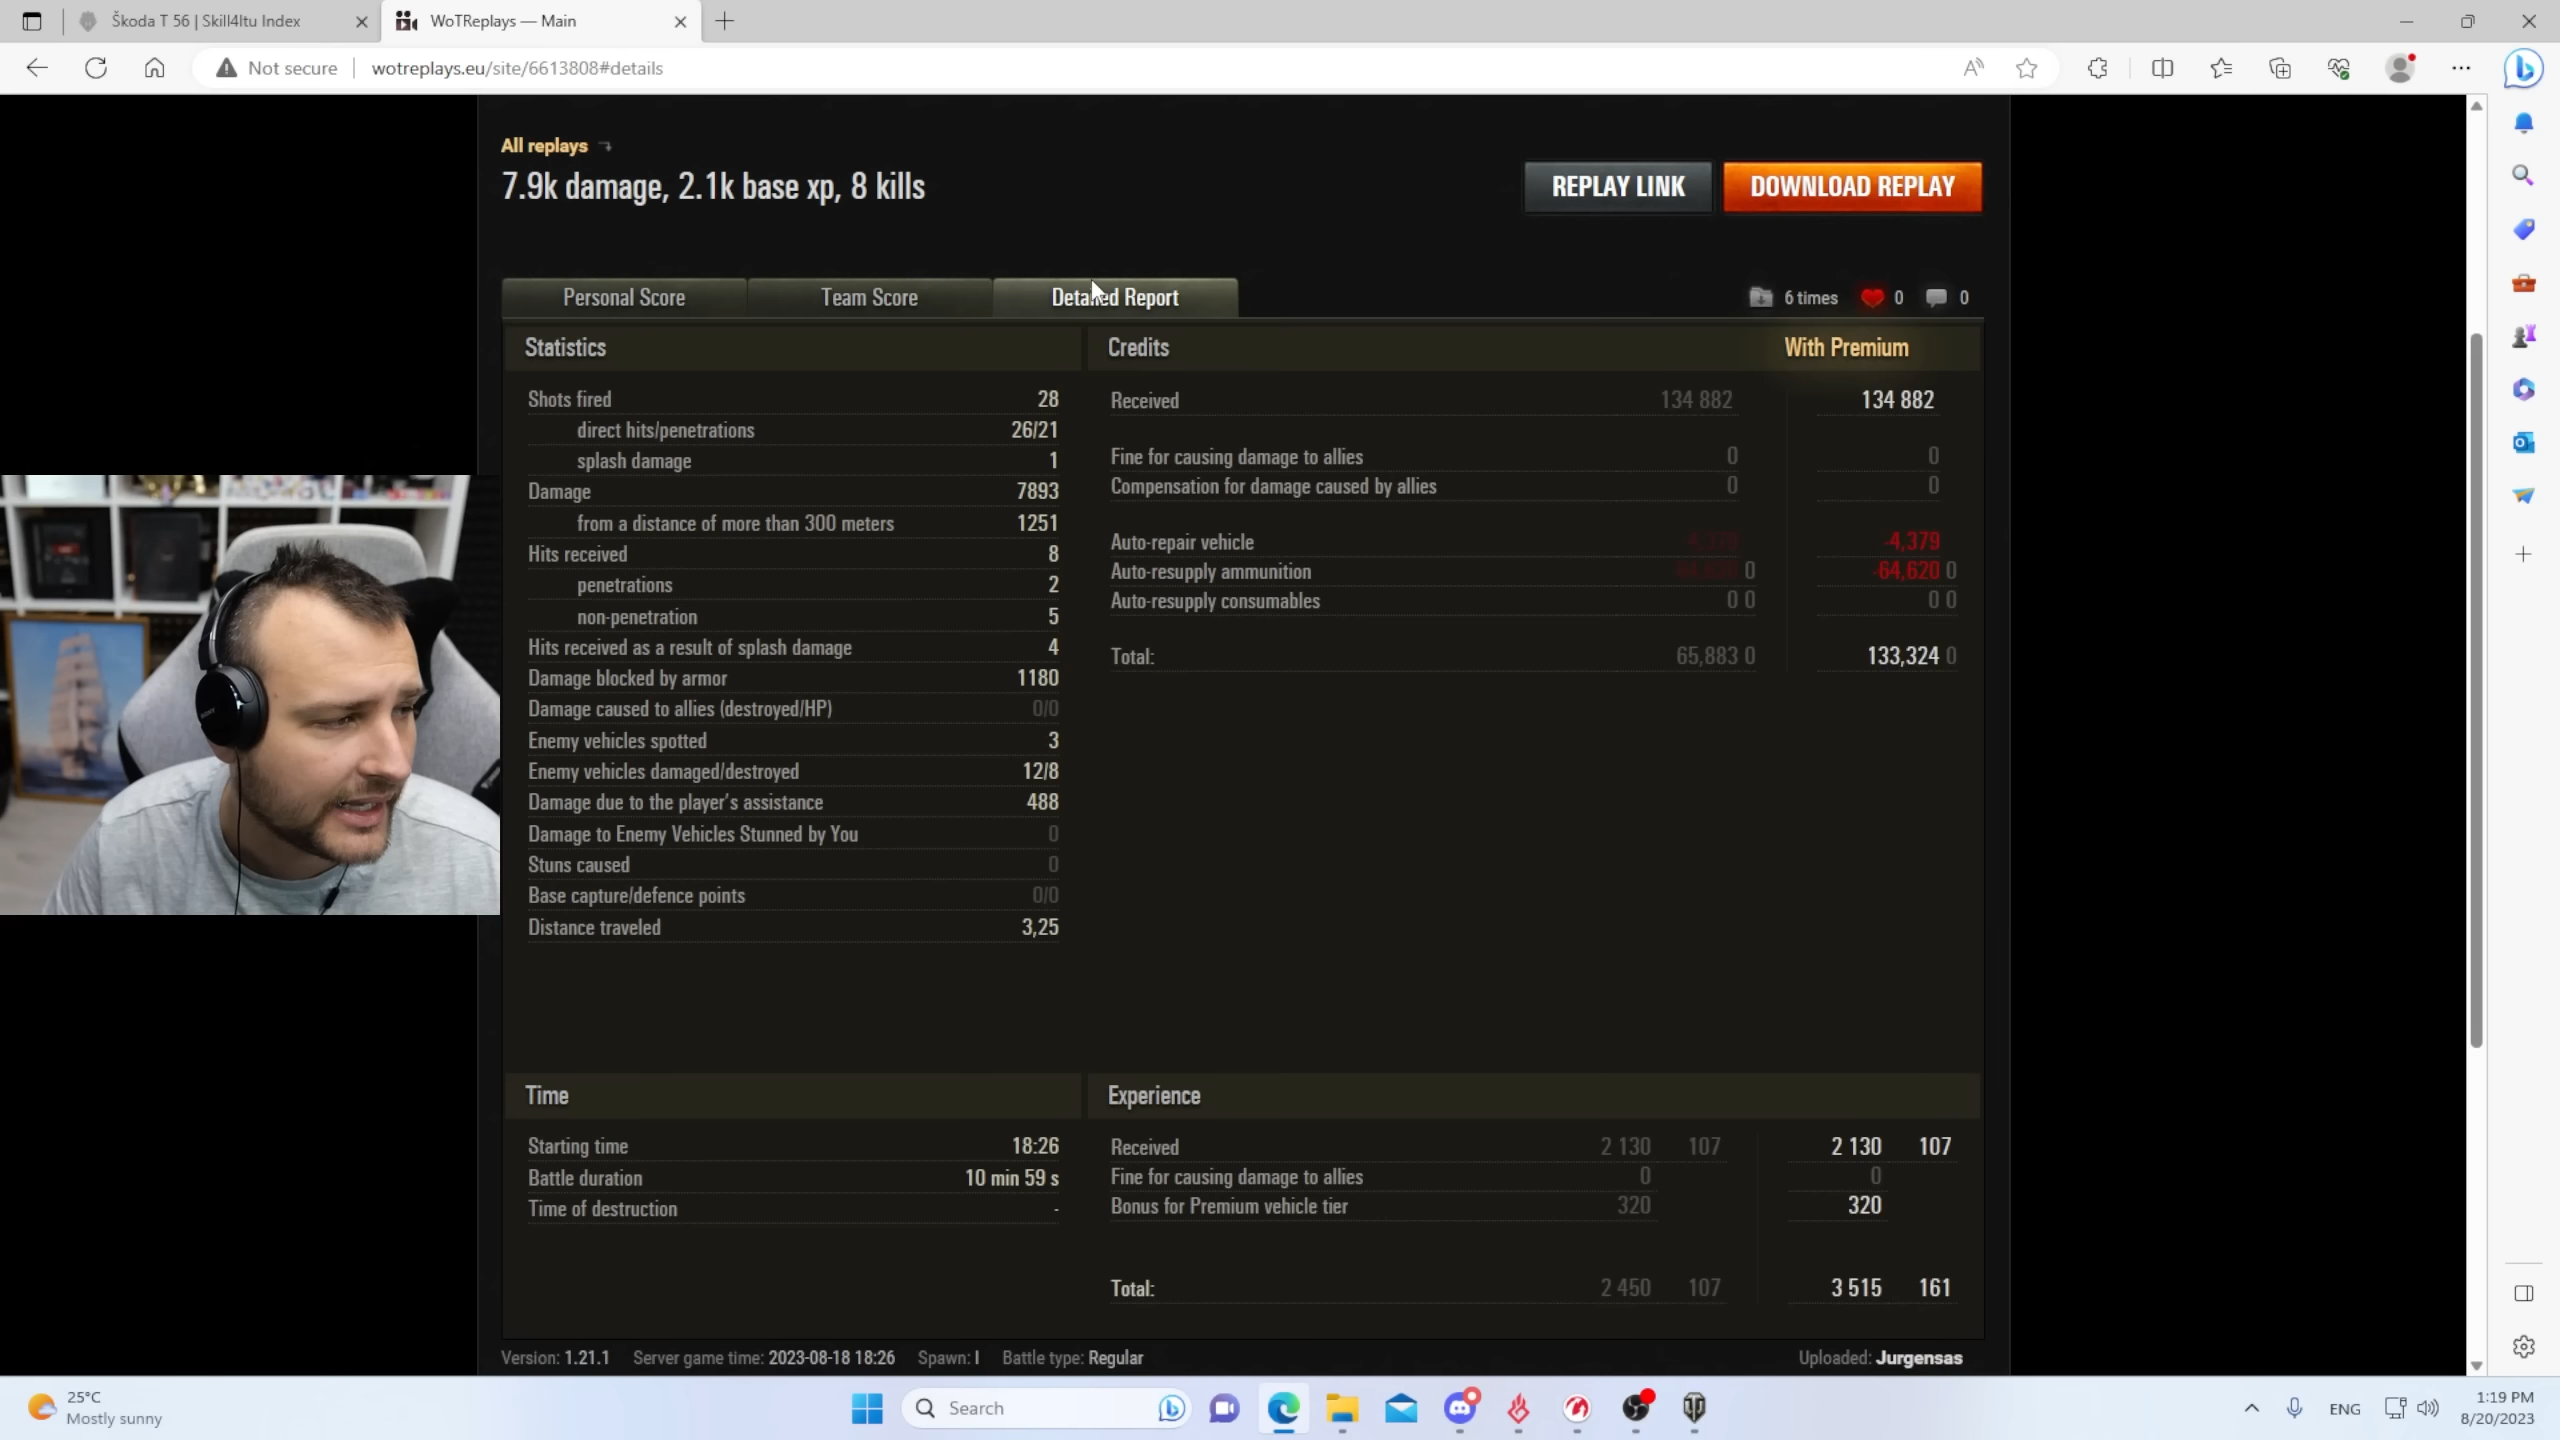 Škoda T 56 | Skill4ltu Index
WoTReplays — Main
Not secure
wotreplays.eu/site/6613808#details
All replays
7.9k damage, 2.1k base xp, 8 kills
REPLAY LINK
DOWNLOAD REPLAY
Personal Score
Team Score
Detailed Report
6 times 0 0
Statistics
Shots fired 28
direct hits/penetrations 26/21
splash damage 1
Damage 7893
from a distance of more than 300 meters 1251
Hits received 8
penetrations 2
non-penetration 5
Hits received as a result of splash damage 4
Damage blocked by armor 1180
Damage caused to allies (destroyed/HP) 0/0
Enemy vehicles spotted 3
Enemy vehicles damaged/destroyed 12/8
Damage due to the player's assistance 488
Damage to Enemy Vehicles Stunned by You 0
Stuns caused 0
Base capture/defence points 0/0
Distance traveled 3,25
Credits With Premium
Received 134 882 134 882
Fine for causing damage to allies 0 0
Compensation for damage caused by allies 0 0
Auto-repair vehicle -4,379
Auto-resupply ammunition 0 -64,620 0
Auto-resupply consumables 0 0 0 0
Total: 65,883 0 133,324 0
Time
Starting time 18:26
Battle duration 10 min 59 s
Time of destruction -
Experience
Received 2 130 107 2 130 107
Fine for causing damage to allies 0 0
Bonus for Premium vehicle tier 320 320
Total: 2 450 107 3 515 161
Version: 1.21.1 Server game time: 2023-08-18 18:26 Spawn: I Battle type: Regular
Uploaded: Jurgensas
25°C
Mostly sunny
Search
ENG
1:19 PM
8/20/2023
SONY